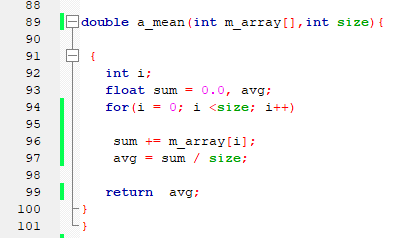 88
89 double a_mean(int m_array[],int size){
90
91 {
92 int i;
93 float sum = 0.0, avg;
94 for(i = 0; i <size; i++)
95
96 sum += m_array[i];
97 avg = sum / size;
98
99 return  avg;
100 }
101 }